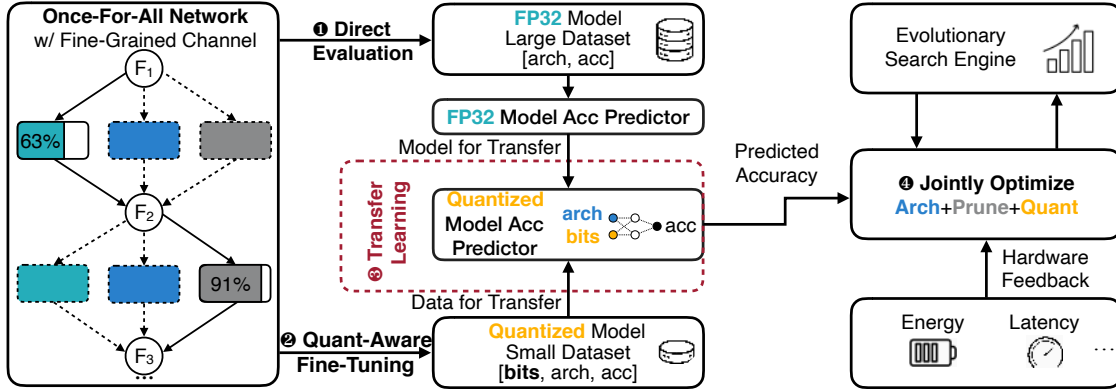 Once-For-All Network
w/ Fine-Grained Channel
F1
63%
F2
91%
F3
...
❶ Direct
Evaluation
❷ Quant-Aware
Fine-Tuning
FP32 Model
Large Dataset
[arch, acc]
FP32 Model Acc Predictor
Model for Transfer
❸ Transfer
Learning
Quantized
Model Acc
Predictor
arch
bits
acc
Data for Transfer
Quantized Model
Small Dataset
[bits, arch, acc]
Predicted
Accuracy
Evolutionary
Search Engine
❹ Jointly Optimize
Arch+Prune+Quant
Hardware
Feedback
Energy
Latency
...